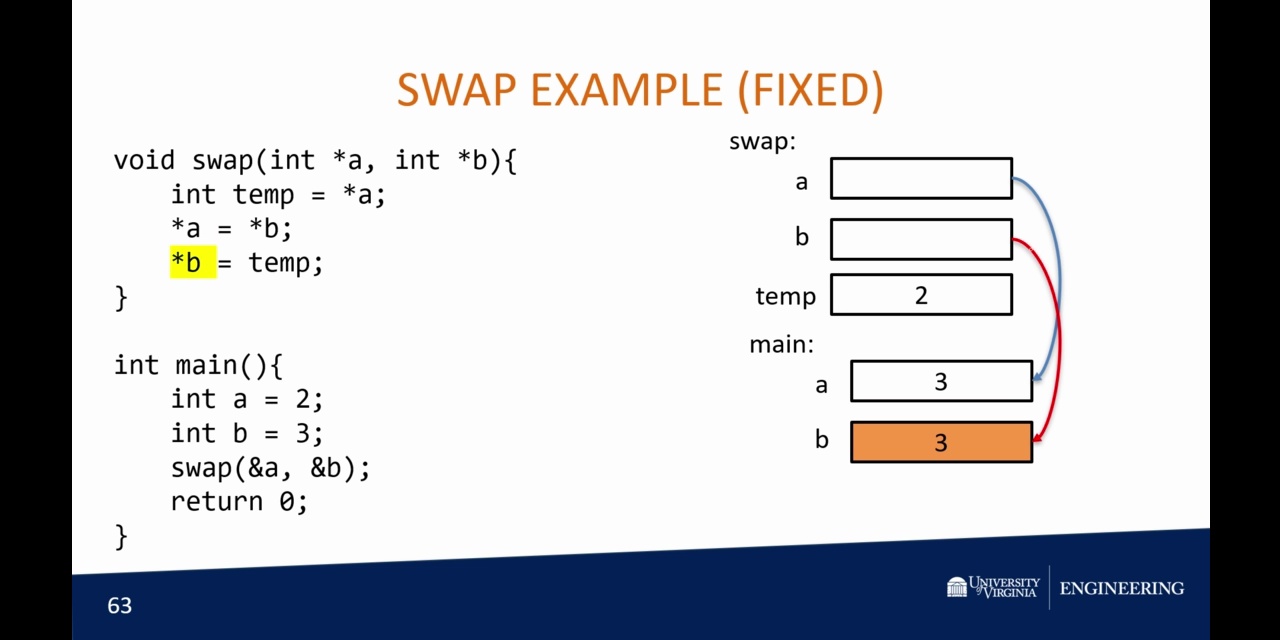 SWAP EXAMPLE (FIXED)
void swap(int *a, int *b){
int temp = *a;
*a = *b;
*b = temp;
}
int main(){
int a = 2;
int b = 3;
swap(&a, &b);
return 0;
}
swap:
a
b
temp 2
main:
a 3
b 3
63
UNIVERSITY
of VIRGINIA
ENGINEERING